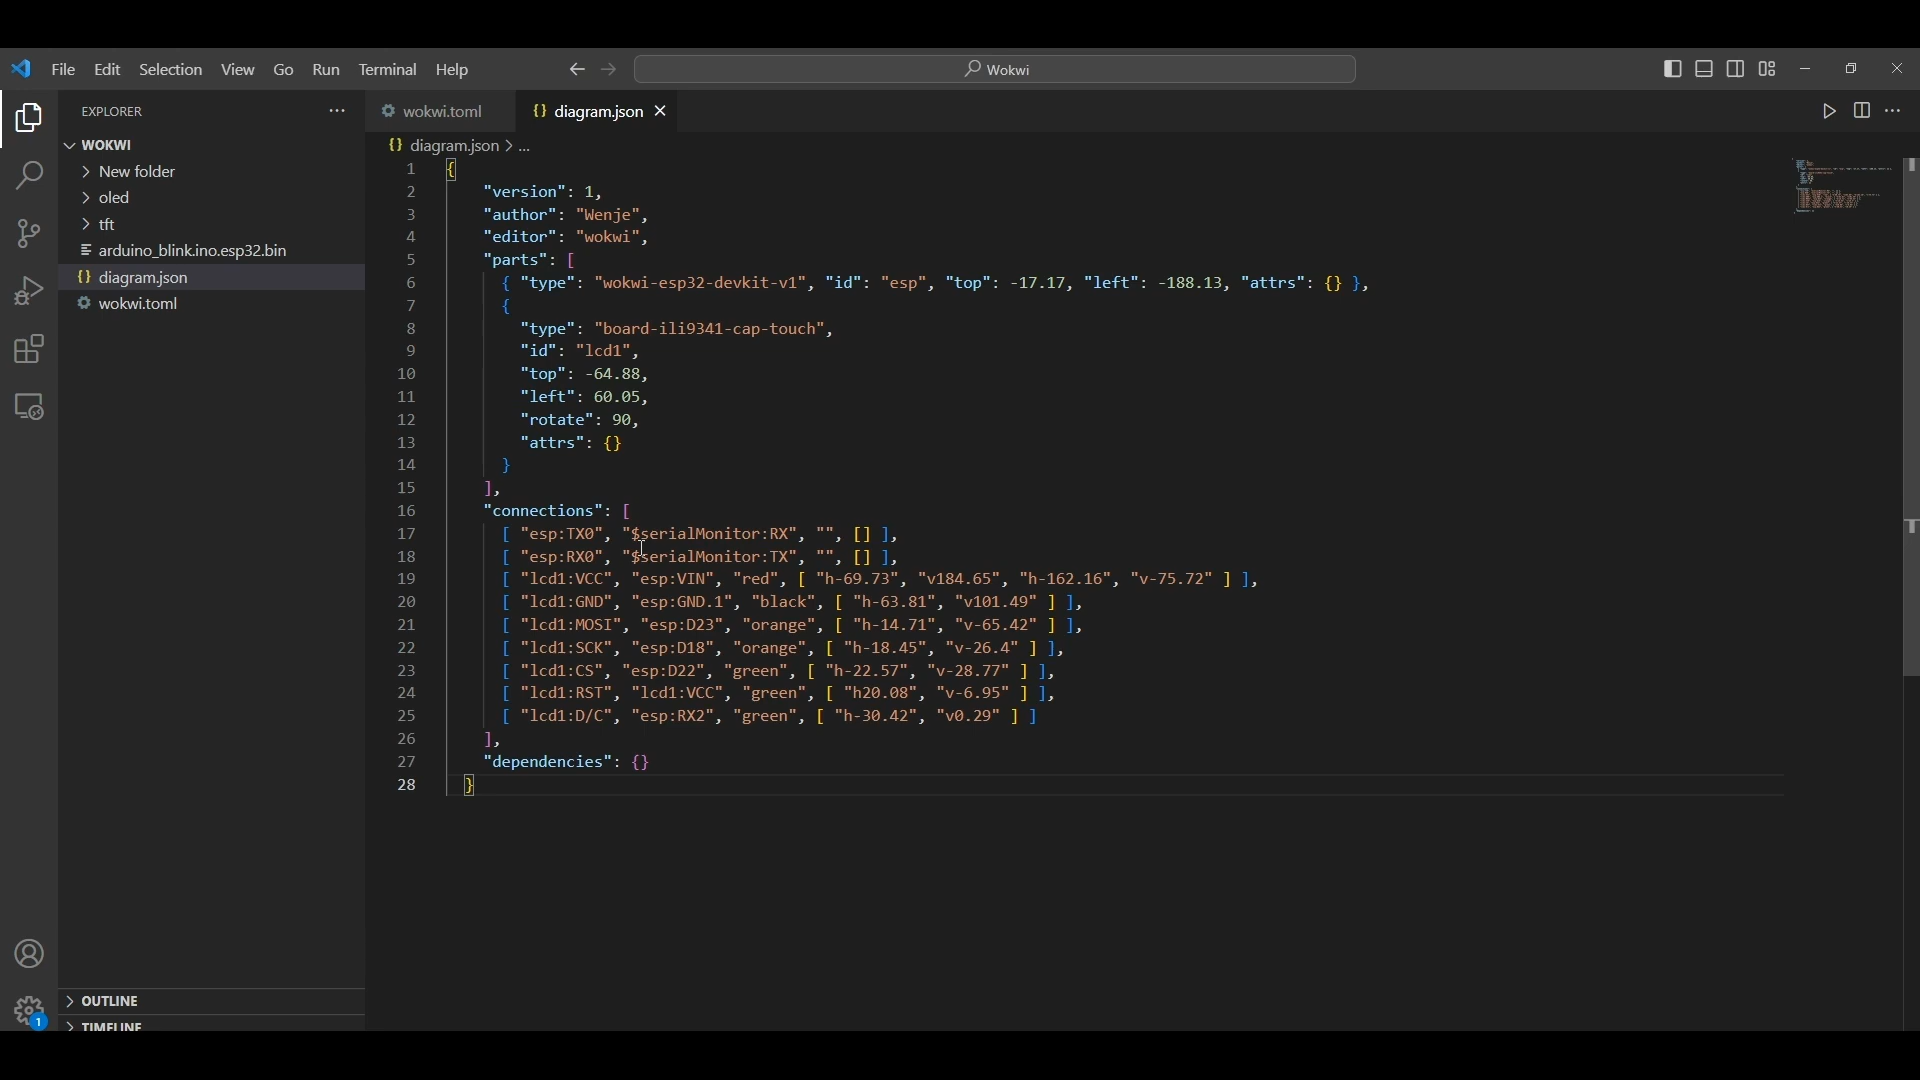 File Edit Selection View Go Run Terminal Help Wokwi
EXPLORER
WOKWI
New folder
oled
tft
arduino_blink.ino.esp32.bin
diagram.json
wokwi.toml
OUTLINE
TIMELINE
1
wokwi.toml {} diagram.json
{} diagram.json > ...
1 {
2 "version": 1,
3 "author": "Wenje",
4 "editor": "wokwi",
5 "parts": [
6 { "type": "wokwi-esp32-devkit-v1", "id": "esp", "top": -17.17, "left": -188.13, "attrs": {} },
7 {
8 "type": "board-ili9341-cap-touch",
9 "id": "lcd1",
10 "top": -64.88,
11 "left": 60.05,
12 "rotate": 90,
13 "attrs": {}
14 }
15 ],
16 "connections": [
17 [ "esp:TX0", "$serialMonitor:RX", "", [] ],
18 [ "esp:RX0", "$serialMonitor:TX", "", [] ],
19 [ "lcd1:VCC", "esp:VIN", "red", [ "h-69.73", "v184.65", "h-162.16", "v-75.72" ] ],
20 [ "lcd1:GND", "esp:GND.1", "black", [ "h-63.81", "v101.49" ] ],
21 [ "lcd1:MOSI", "esp:D23", "orange", [ "h-14.71", "v-65.42" ] ],
22 [ "lcd1:SCK", "esp:D18", "orange", [ "h-18.45", "v-26.4" ] ],
23 [ "lcd1:CS", "esp:D22", "green", [ "h-22.57", "v-28.77" ] ],
24 [ "lcd1:RST", "lcd1:VCC", "green", [ "h20.08", "v-6.95" ] ],
25 [ "lcd1:D/C", "esp:RX2", "green", [ "h-30.42", "v0.29" ] ]
26 ],
27 "dependencies": {}
28 }